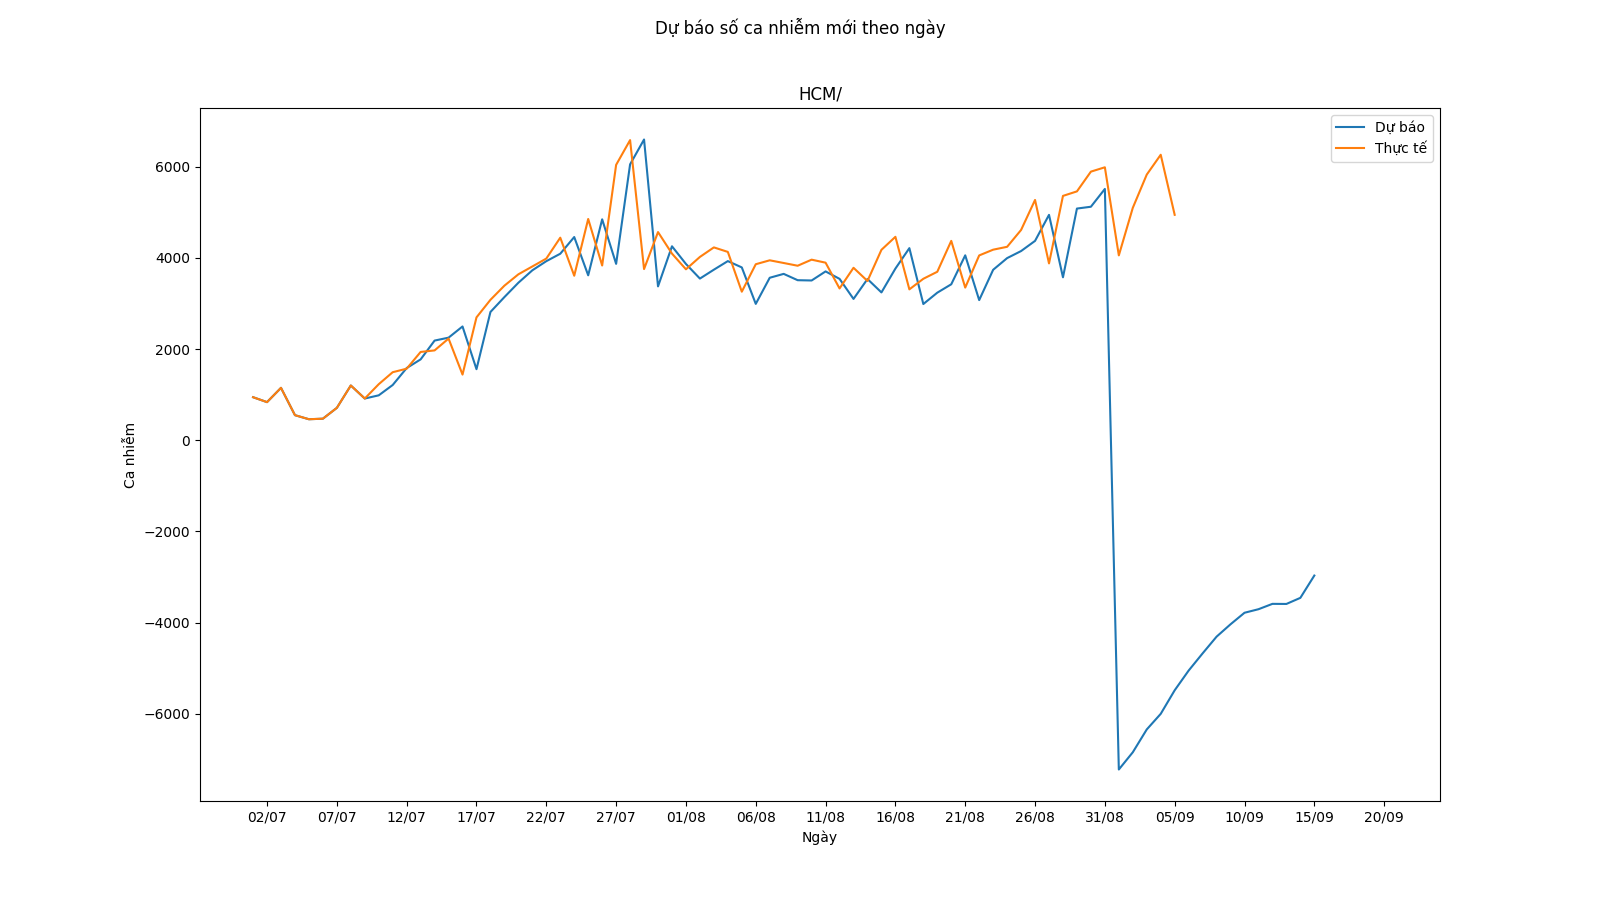 Dự báo số ca nhiễm mới theo ngày
HCM/
Dự báo
Thực tế
6000
4000
2000
0
−2000
−4000
−6000
Ca nhiễm
02/07 07/07 12/07 17/07 22/07 27/07 01/08 06/08 11/08 16/08 21/08 26/08 31/08 05/09 10/09 15/09 20/09
Ngày